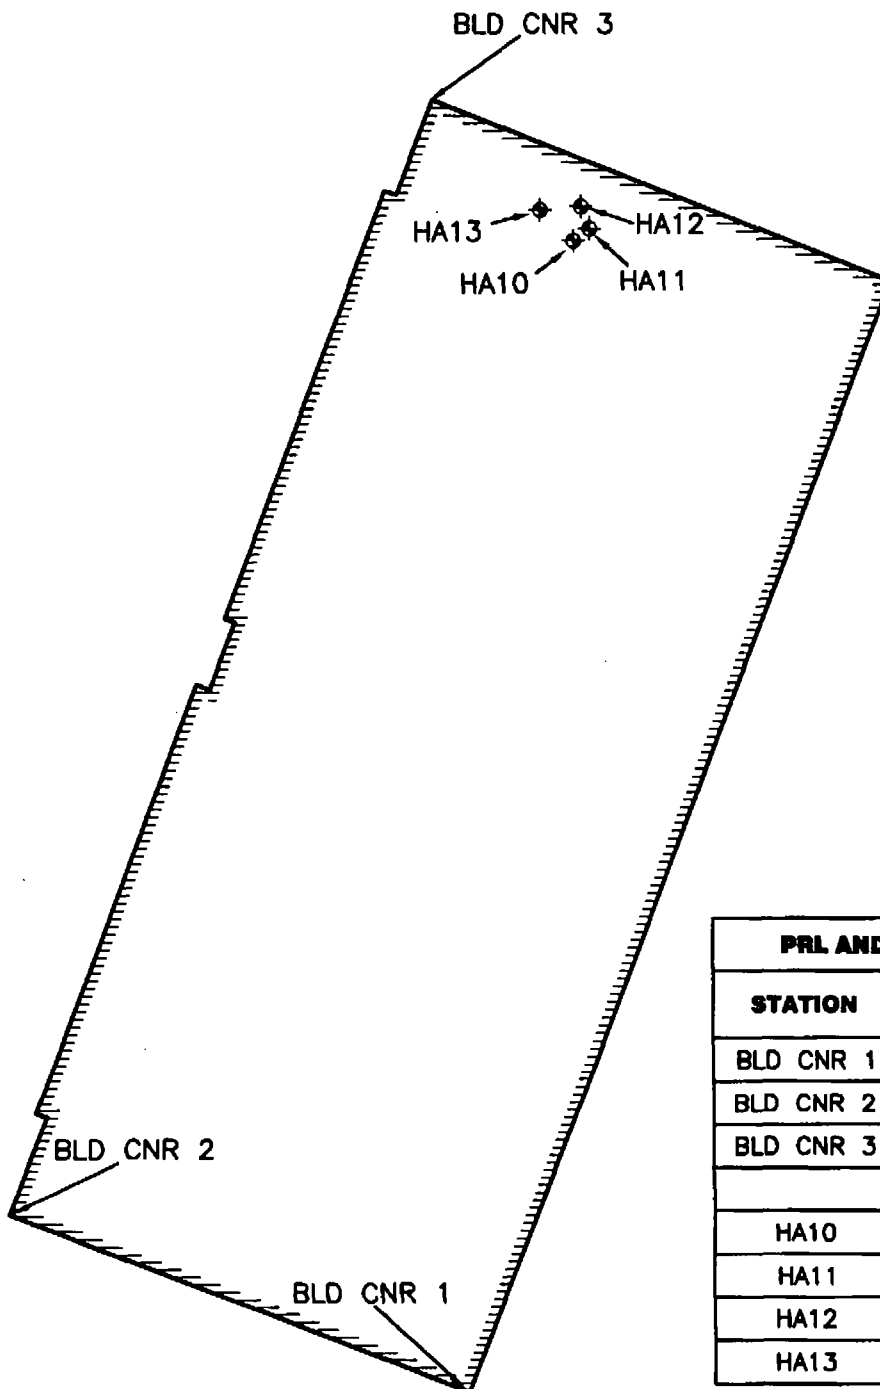 BLD CNR 3
HA13
HA12
HA10
HA11
BLD CNR 2
BLD CNR 1
PRL AND
STATION
BLD CNR 1
BLD CNR 2
BLD CNR 3
HA10
HA11
HA12
HA13